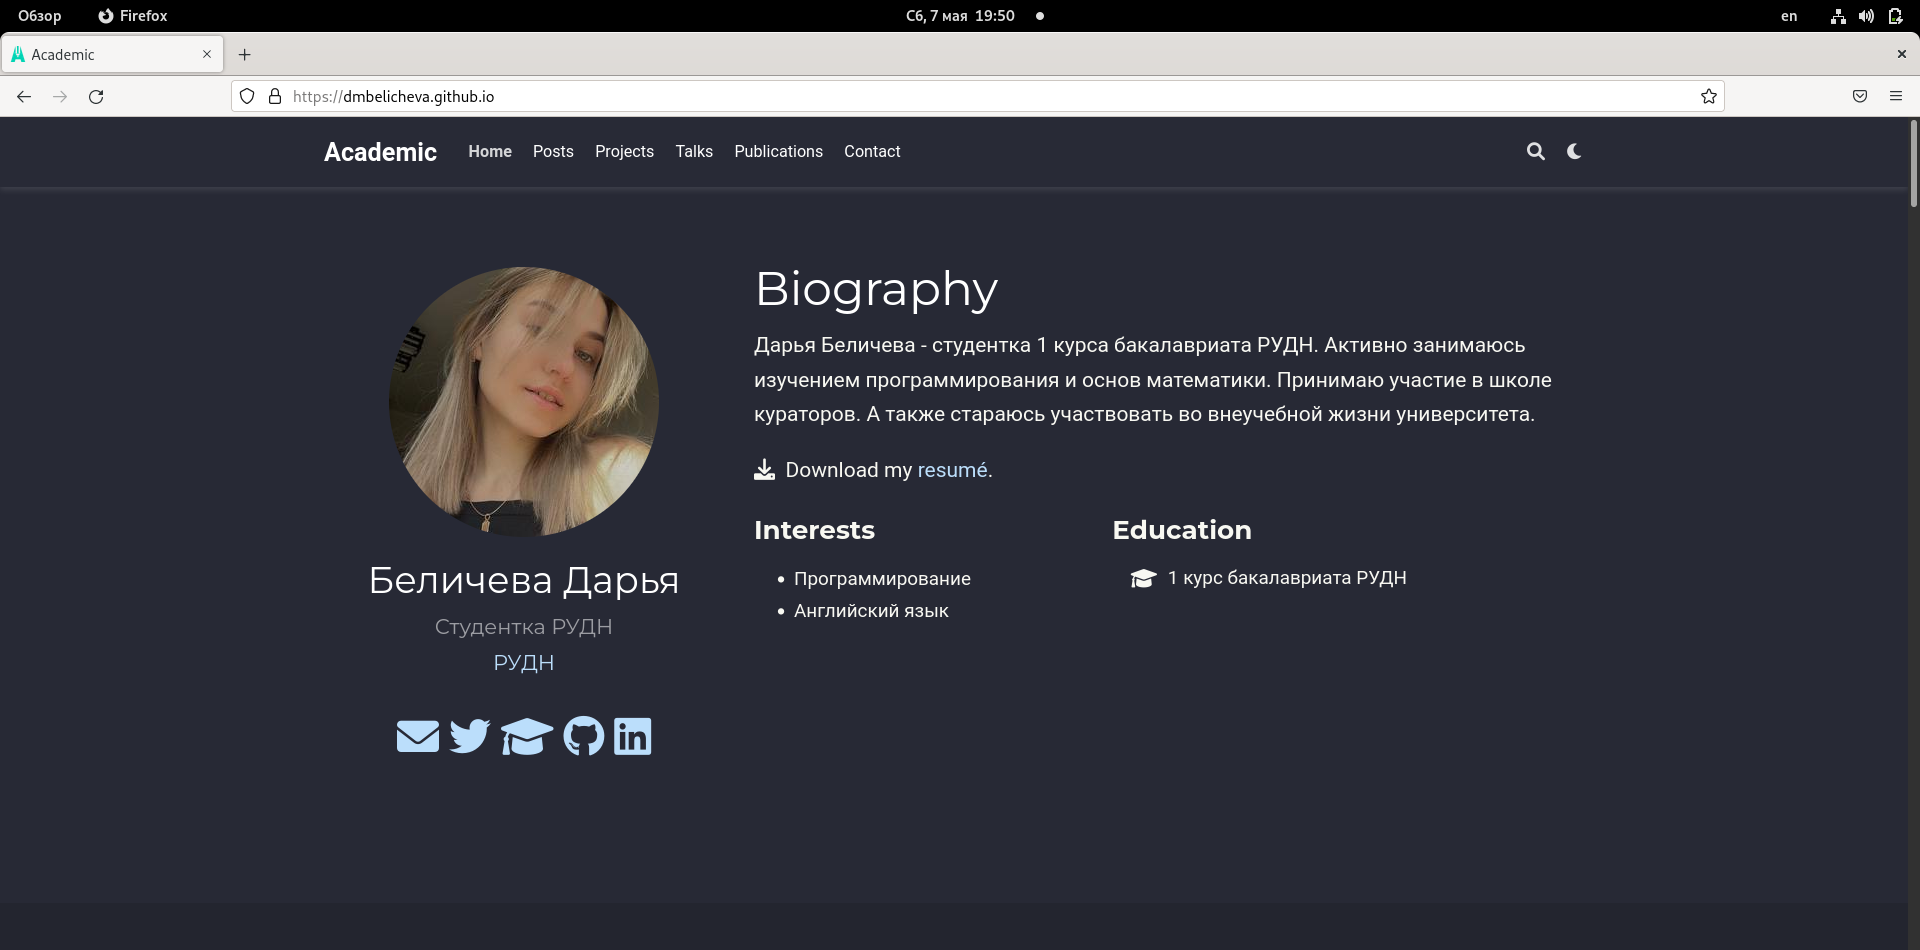 Обзор
Firefox
Сб, 7 мая 19:50
en
Academic
https://dmbelicheva.github.io
Academic
Home
Posts
Projects
Talks
Publications
Contact
Biography
Дарья Беличева - студентка 1 курса бакалавриата РУДН. Активно занимаюсь
изучением программирования и основ математики. Принимаю участие в школе
кураторов. А также стараюсь участвовать во внеучебной жизни университета.
Download my resumé.
Interests
Программирование
Английский язык
Education
1 курс бакалавриата РУДН
Беличева Дарья
Студентка РУДН
РУДН
in